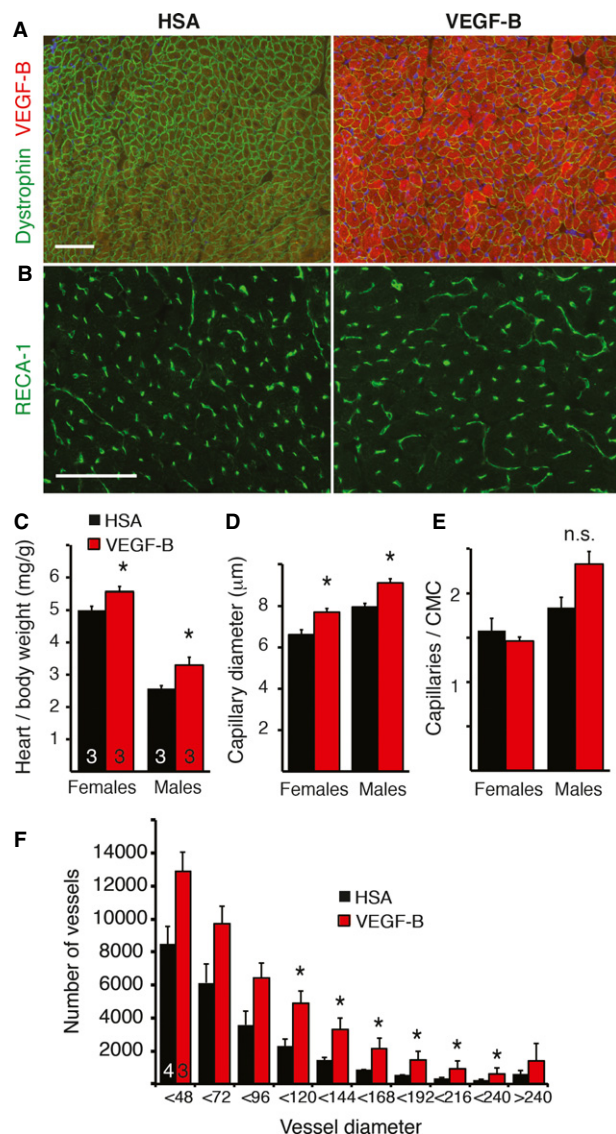 HSA VEGF-B
A
Dystrophin VEGF-B
B
RECA-1
C
HSA
VEGF-B
Heart / body weight (mg/g)
6
5
4
3
2
1
* *
3 3 3 3
Females Males
D
Capillary diameter (µm)
8
6
4
2
* *
Females Males
E
Capillaries / CMC
2
1
n.s.
Females Males
F
Number of vessels
14000
12000
10000
8000
6000
4000
2000
HSA
VEGF-B
* * * * * *
4 3
<48 <72 <96 <120 <144 <168 <192 <216 <240 >240
Vessel diameter